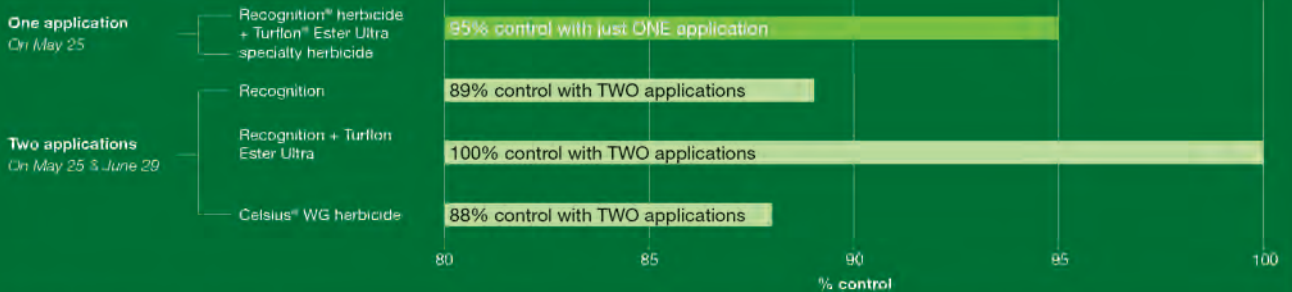 One application
On May 25
Recognition® herbicide
+ Turflon® Ester Ultra
specialty herbicide
95% control with just ONE application
Two applications
On May 25 & June 29
Recognition
89% control with TWO applications
Recognition + Turflon
Ester Ultra
100% control with TWO applications
Celsius® WG herbicide
88% control with TWO applications
80 85 90 95 100
% control